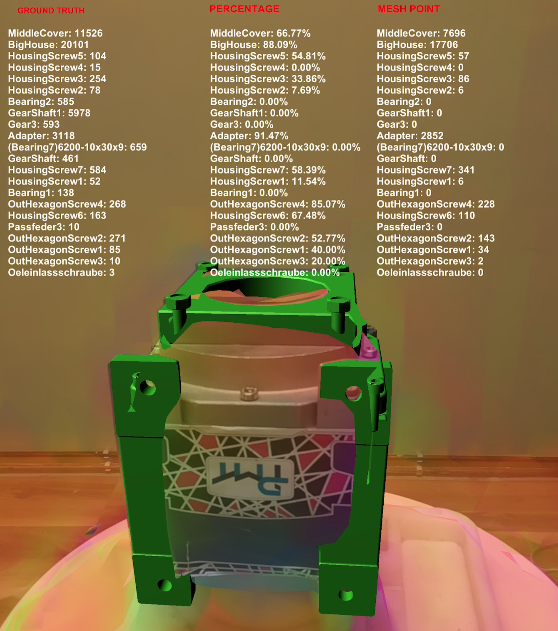 GROUND TRUTH
MiddleCover: 11526
BigHouse: 20101
HousingScrew5: 104
HousingScrew4: 15
HousingScrew3: 254
HousingScrew2: 78
Bearing2: 585
GearShaft1: 5978
Gear3: 593
Adapter: 3118
(Bearing7)6200-10x30x9: 659
GearShaft: 461
HousingScrew7: 584
HousingScrew1: 52
Bearing1: 138
OutHexagonScrew4: 268
HousingScrew6: 163
Passfeder3: 10
OutHexagonScrew2: 271
OutHexagonScrew1: 85
OutHexagonScrew3: 10
Oeleinlassschraube: 3
PERCENTAGE
MiddleCover: 66.77%
BigHouse: 88.09%
HousingScrew5: 54.81%
HousingScrew4: 0.00%
HousingScrew3: 33.86%
HousingScrew2: 7.69%
Bearing2: 0.00%
GearShaft1: 0.00%
Gear3: 0.00%
Adapter: 91.47%
(Bearing7)6200-10x30x9: 0.00%
GearShaft: 0.00%
HousingScrew7: 58.39%
HousingScrew1: 11.54%
Bearing1: 0.00%
OutHexagonScrew4: 85.07%
HousingScrew6: 67.48%
Passfeder3: 0.00%
OutHexagonScrew2: 52.77%
OutHexagonScrew1: 40.00%
OutHexagonScrew3: 20.00%
Oeleinlassschraube: 0.00%
MESH POINT
MiddleCover: 7696
BigHouse: 17706
HousingScrew5: 57
HousingScrew4: 0
HousingScrew3: 86
HousingScrew2: 6
Bearing2: 0
GearShaft1: 0
Gear3: 0
Adapter: 2852
(Bearing7)6200-10x30x9: 0
GearShaft: 0
HousingScrew7: 341
HousingScrew1: 6
Bearing1: 0
OutHexagonScrew4: 228
HousingScrew6: 110
Passfeder3: 0
OutHexagonScrew2: 143
OutHexagonScrew1: 34
OutHexagonScrew3: 2
Oeleinlassschraube: 0